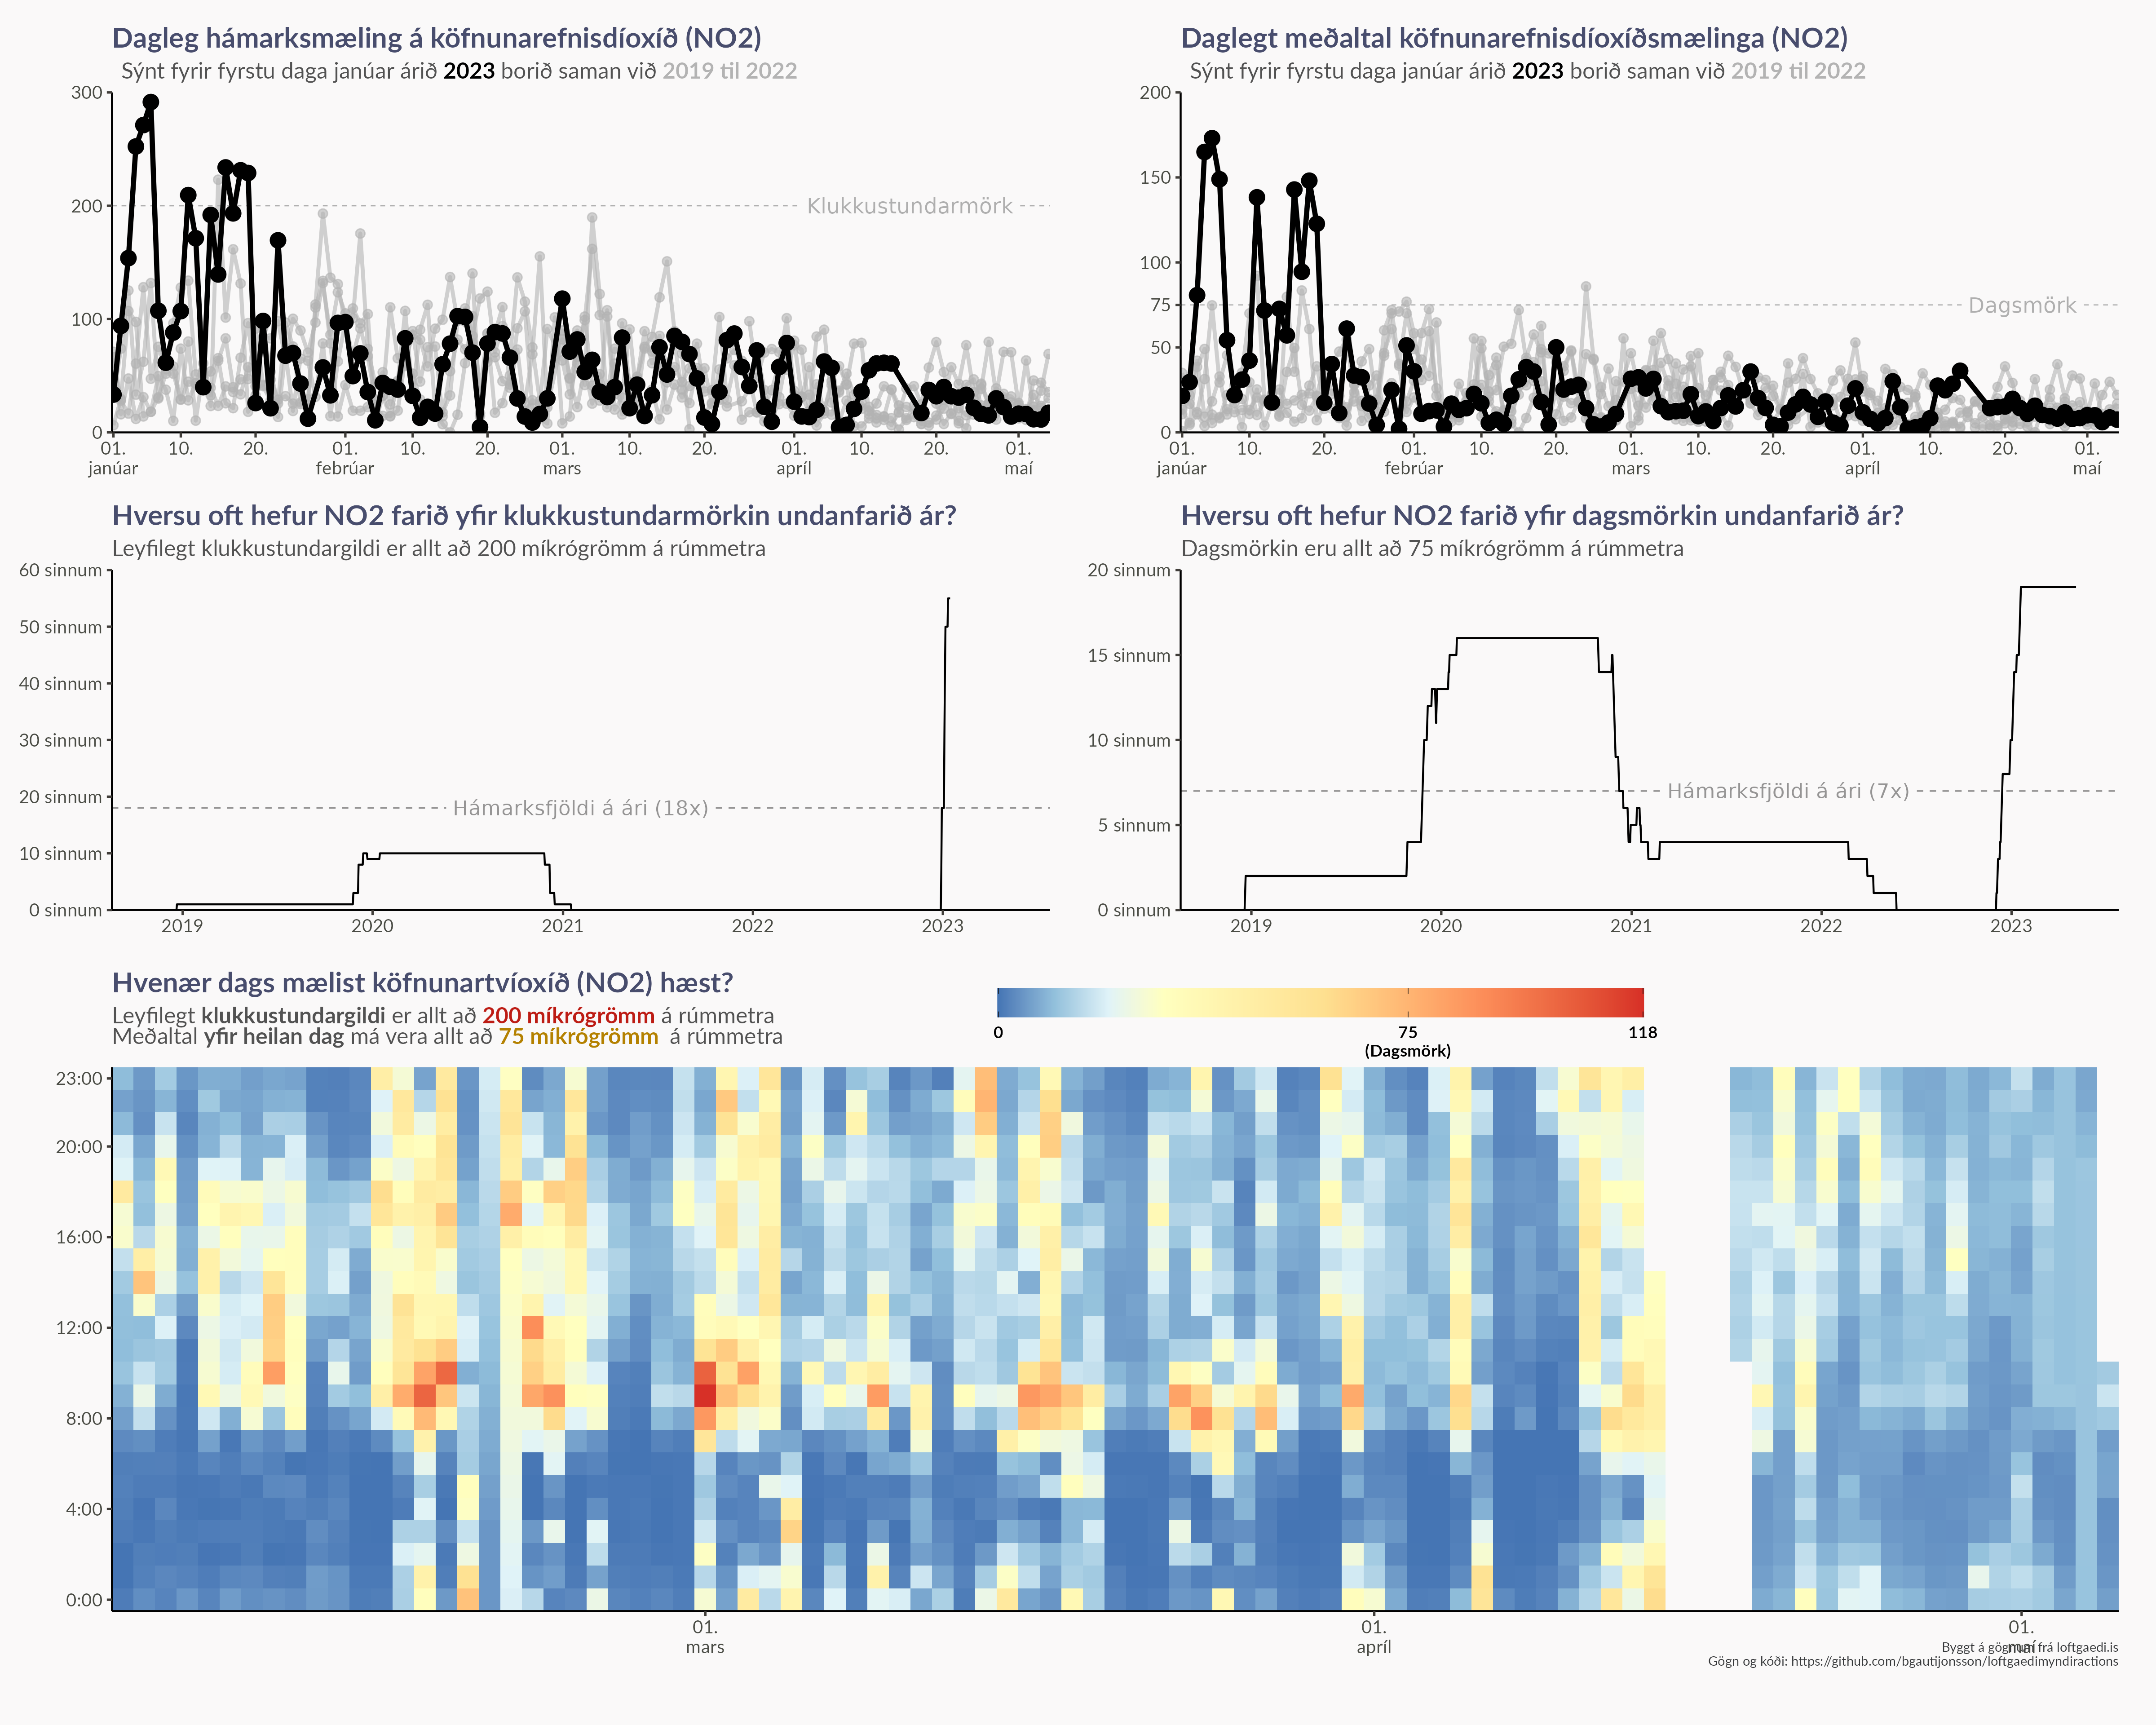 Dagleg hámarksmæling á köfnunarefnisdíoxíð (NO2)
Sýnt fyrir fyrstu daga janúar árið 2023 borið saman við 2019 til 2022
300
200
100
0
Klukkustundarmörk
01. 10. 20. 01. 10. 20. 01. 10. 20. 01. 10. 20. 01.
janúar febrúar mars apríl maí
Daglegt meðaltal köfnunarefnisdíoxíðsmælinga (NO2)
Sýnt fyrir fyrstu daga janúar árið 2023 borið saman við 2019 til 2022
200
150
100
75
50
0
Dagsmörk
01. 10. 20. 01. 10. 20. 01. 10. 20. 01. 10. 20. 01.
janúar febrúar mars apríl maí
Hversu oft hefur NO2 farið yfir klukkustundarmörkin undanfarið ár?
Leyfilegt klukkustundargildi er allt að 200 míkrógrömm á rúmmetra
60 sinnum
50 sinnum
40 sinnum
30 sinnum
20 sinnum
10 sinnum
0 sinnum
Hámarksfjöldi á ári (18x)
2019 2020 2021 2022 2023
Hversu oft hefur NO2 farið yfir dagsmörkin undanfarið ár?
Dagsmörkin eru allt að 75 míkrógrömm á rúmmetra
20 sinnum
15 sinnum
10 sinnum
5 sinnum
0 sinnum
Hámarksfjöldi á ári (7x)
2019 2020 2021 2022 2023
Hvenær dags mælist köfnunartvíoxíð (NO2) hæst?
Leyfilegt klukkustundargildi er allt að 200 míkrógrömm á rúmmetra
Meðaltal yfir heilan dag má vera allt að 75 míkrógrömm á rúmmetra
0 75 118
(Dagsmörk)
23:00
20:00
16:00
12:00
8:00
4:00
0:00
01. 01. 01.
mars apríl maí
Byggt á gögnum frá loftgaedi.is
Gögn og kóði: https://github.com/bgautijonsson/loftgaedimyndiractions